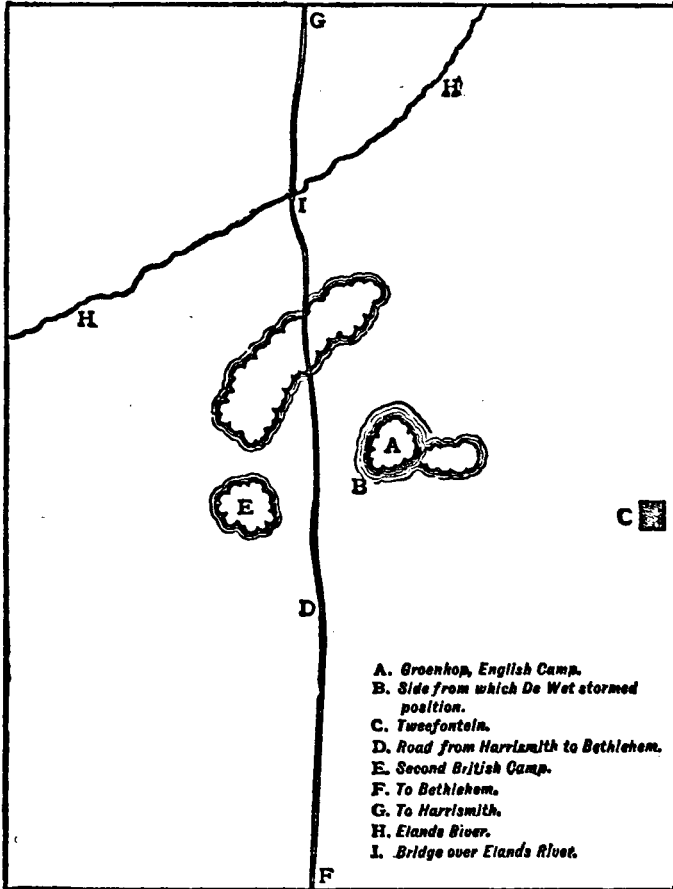 G
H
I
H
A
B
E
C
D
A. Groenkop, English Camp.
B. Side from which De Wet stormed
position.
C. Tweefontein.
D. Road from Harrismith to Bethlehem.
E. Second British Camp.
F. To Bethlehem.
G. To Harrismith.
H. Elands River.
I. Bridge over Elands River.
F